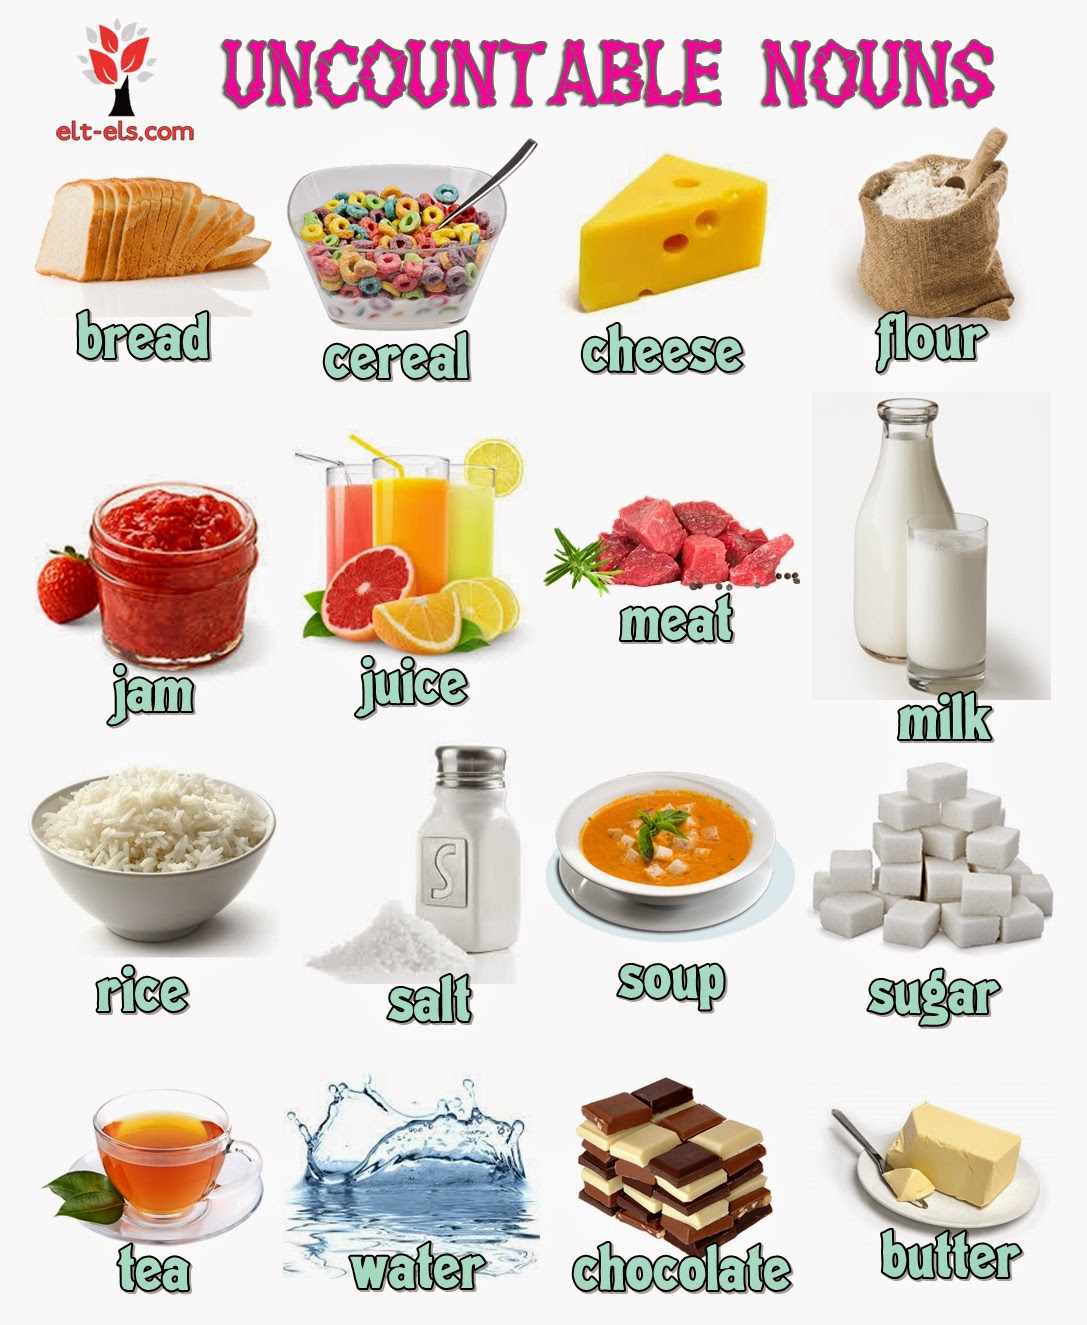 UNCOUNTABLE NOUNS
elt-els.com
bread
cereal
cheese
flour
jam
juice
meat
milk
rice
S
salt
soup
sugar
tea
water
chocolate
butter